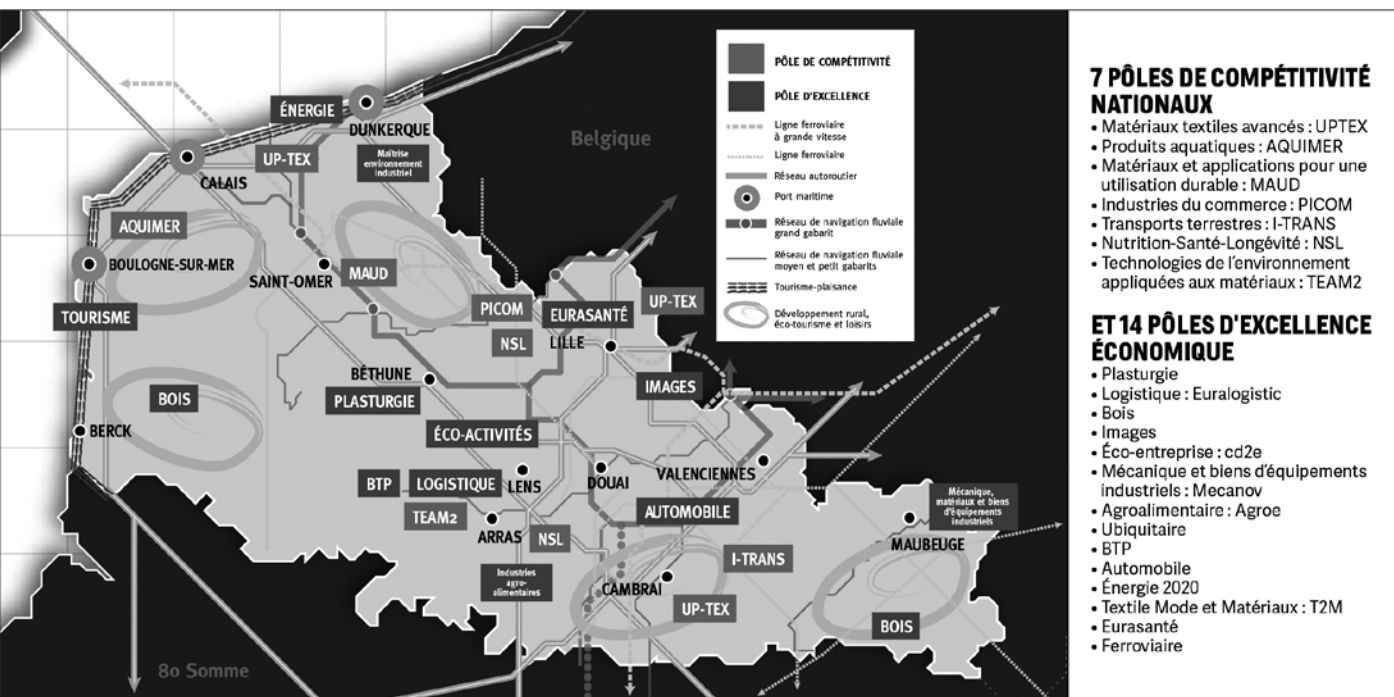 ÉNERGIE
DUNKERQUE
UP-TEX
Maîtrise
environnement
industriel
CALAIS
Belgique
AQUIMER
BOULOGNE-SUR-MER
SAINT-OMER
MAUD
TOURISME
PICOM
EURASANTÉ
UP-TEX
NSL
LILLE
BÉTHUNE
PLASTURGIE
IMAGES
BOIS
BERCK
ÉCO-ACTIVITÉS
BTP
LOGISTIQUE
LENS
DOUAI
VALENCIENNES
TEAM2
ARRAS
NSL
AUTOMOBILE
Mécanique,
matériaux et biens
d'équipements
industriels
MAUBEUGE
Industries
agro-
alimentaires
I-TRANS
CAMBRAI
UP-TEX
BOIS
80 Somme
PÔLE DE COMPÉTITIVITÉ
PÔLE D'EXCELLENCE
Ligne ferroviaire
à grande vitesse
Ligne ferroviaire
Réseau autoroutier
Port maritime
Réseau de navigation fluviale
grand gabarit
Réseau de navigation fluviale
moyen et petit gabarits
Tourisme-plaisance
Développement rural,
éco-tourisme et loisirs
7 PÔLES DE COMPÉTITIVITÉ
NATIONAUX
• Matériaux textiles avancés : UPTEX
• Produits aquatiques : AQUIMER
• Matériaux et applications pour une
utilisation durable : MAUD
• Industries du commerce : PICOM
• Transports terrestres : I-TRANS
• Nutrition-Santé-Longévité : NSL
• Technologies de l'environnement
appliquées aux matériaux : TEAM2
ET 14 PÔLES D'EXCELLENCE
ÉCONOMIQUE
• Plasturgie
• Logistique : Euralogistic
• Bois
• Images
• Éco-entreprise : cd2e
• Mécanique et biens d'équipements
industriels : Mecanov
• Agroalimentaire : Agroe
• Ubiquitaire
• BTP
• Automobile
• Énergie 2020
• Textile Mode et Matériaux : T2M
• Eurasanté
• Ferroviaire